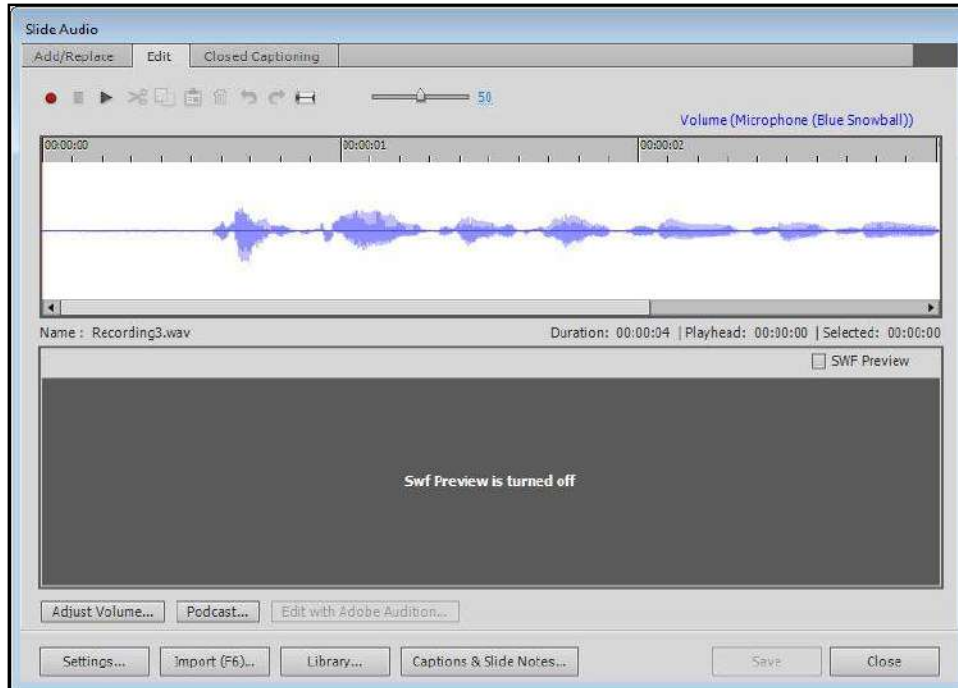 Slide Audio
Add/Replace Edit Closed Captioning
50
Volume (Microphone (Blue Snowball))
00:00:00 00:00:01 00:00:02
Name : Recording3.wav Duration: 00:00:04 | Playhead: 00:00:00 | Selected: 00:00:00
SWF Preview
Swf Preview is turned off
Adjust Volume... Podcast... Edit with Adobe Audition...
Settings... Import (F6)... Library... Captions & Slide Notes... Save Close